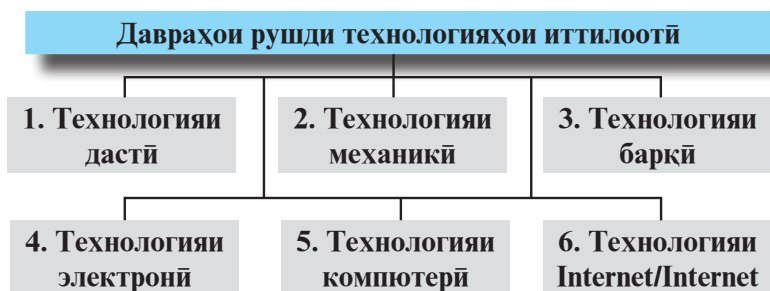 Давраҳои рушди технологияҳои иттилоотӣ
1. Технологияи
дастӣ
2. Технологияи
механикӣ
3. Технологияи
барқӣ
4. Технологияи
электронӣ
5. Технологияи
компютерӣ
6. Технологияи
Internet/Internet